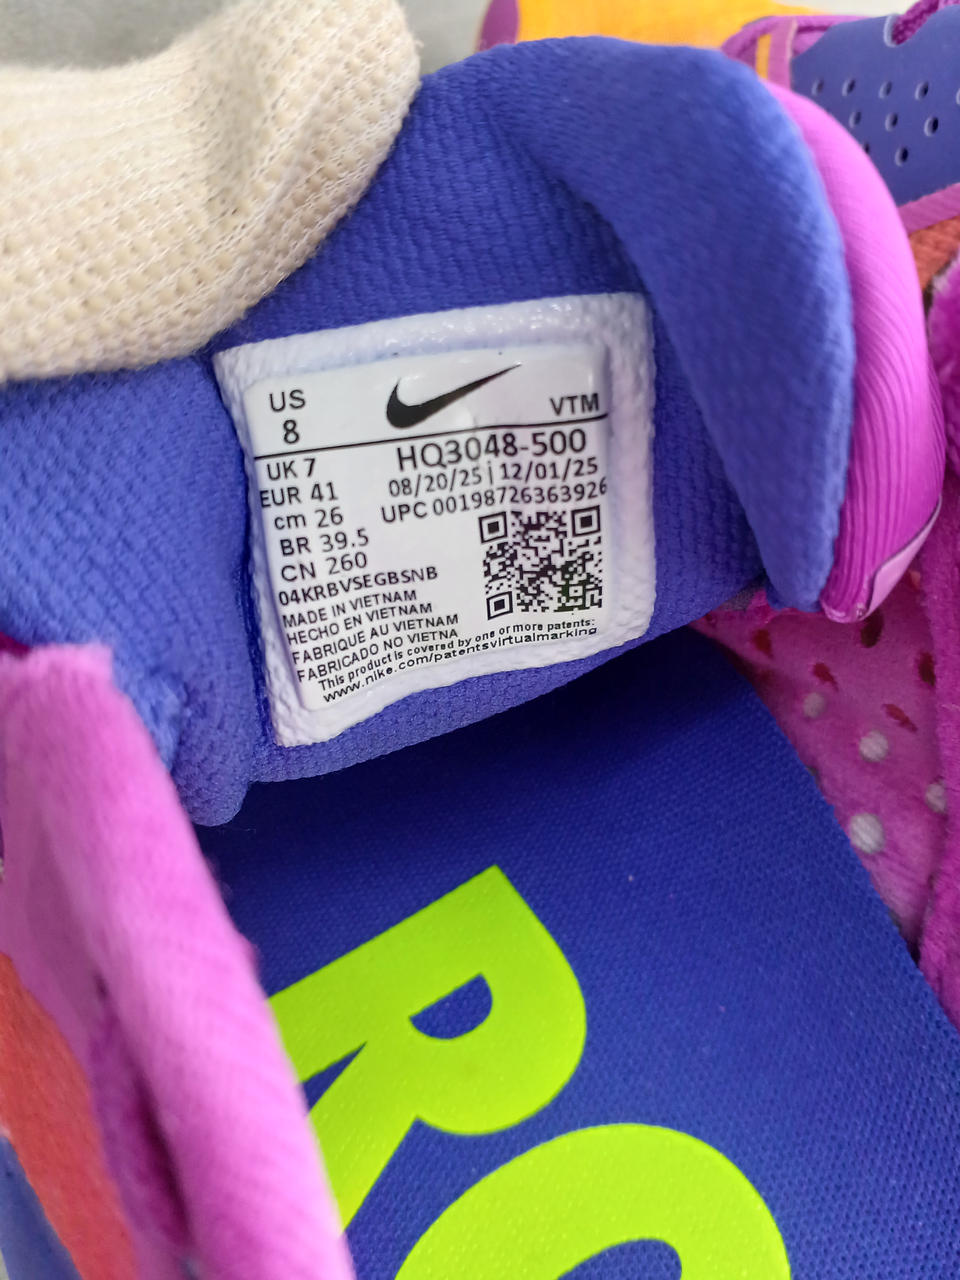 US
8
VTM
UK 7
EUR 41
cm 26
BR 39.5
CN 260
HQ3048-500
08/20/25 | 12/01/25
UPC 00198726363926
04KRBVSEGBSNB
MADE IN VIETNAM
HECHO EN VIETNAM
FABRIQUE AU VIETNAM
FABRICADO NO VIETNA
This product is covered by one or more patents:
www.nike.com/patentsvirtualmarking
RO